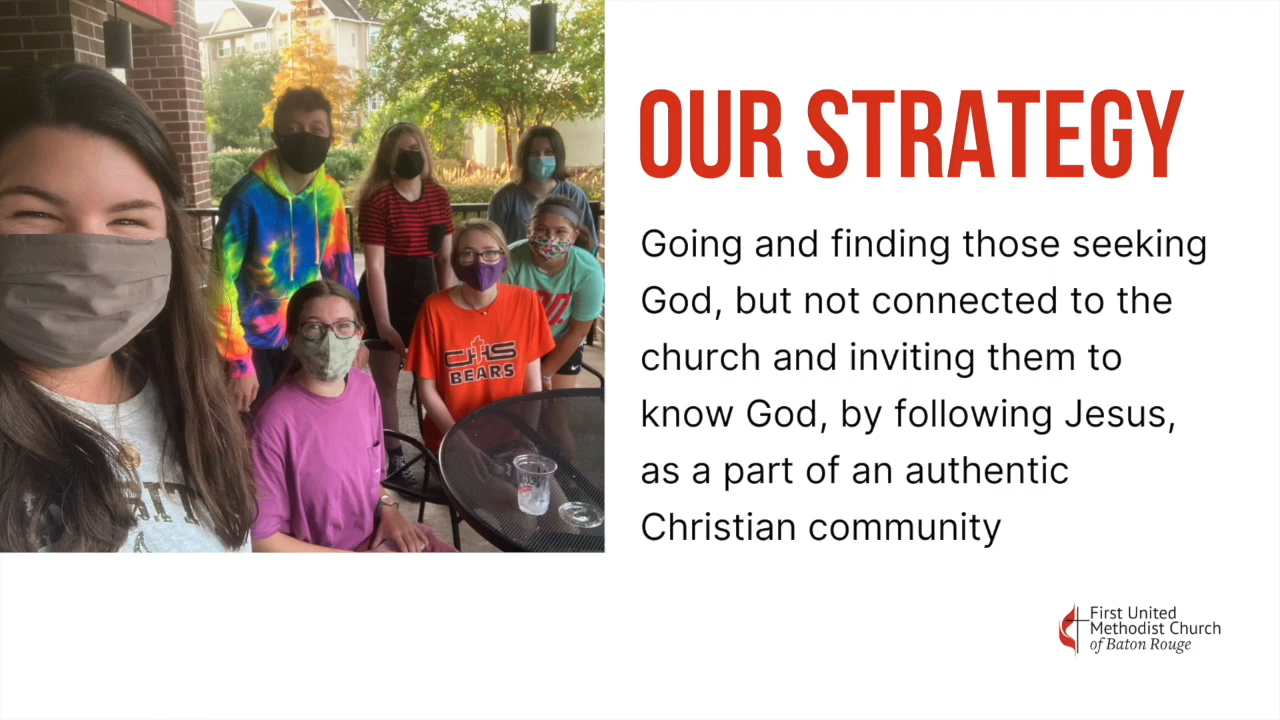 OUR STRATEGY
Going and finding those seeking
God, but not connected to the
church and inviting them to
know God, by following Jesus,
as a part of an authentic
Christian community
CHS
BEARS
First United
Methodist Church
of Baton Rouge